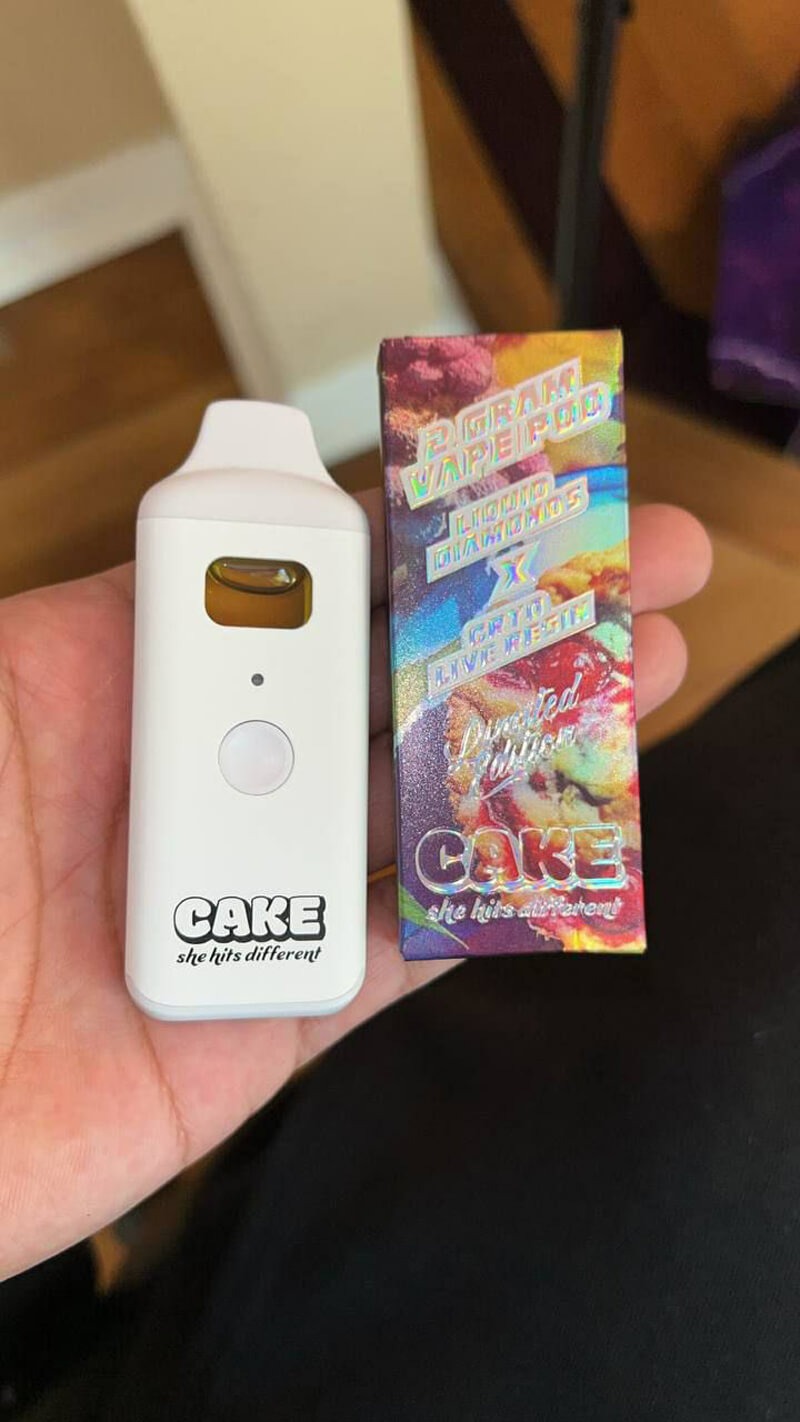 CAKE
she hits different
2 GRAM
VAPE POD
LIQUID
DIAMONDS
X
CRYO
LIVE RESIN
Limited
Edition
CAKE
she hits different